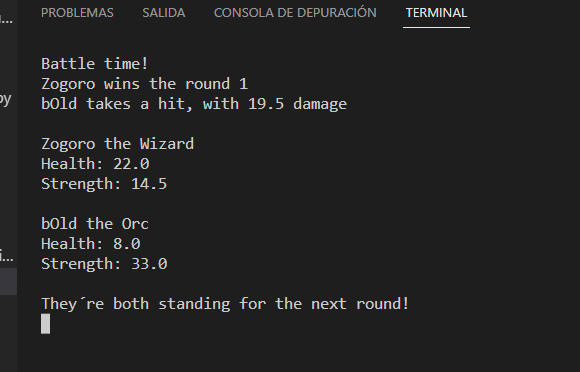 PROBLEMAS SALIDA CONSOLA DE DEPURACIÓN TERMINAL
Battle time!
Zogoro wins the round 1
bOld takes a hit, with 19.5 damage
Zogoro the Wizard
Health: 22.0
Strength: 14.5
bOld the Orc
Health: 8.0
Strength: 33.0
They´re both standing for the next round!